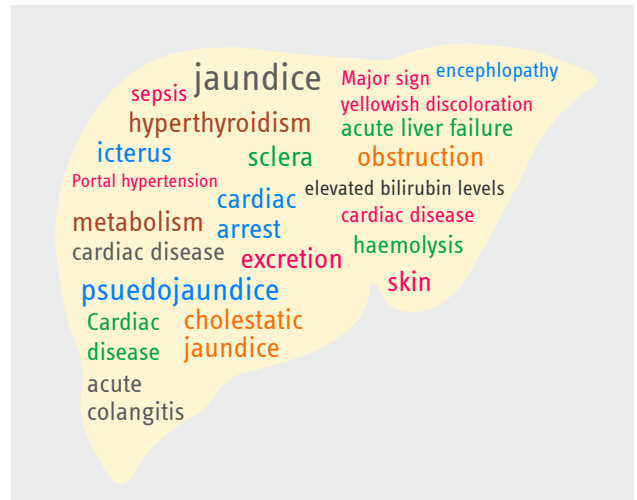 jaundice
Major sign
encephlopathy
sepsis
yellowish discoloration
hyperthyroidism
acute liver failure
icterus
sclera
obstruction
Portal hypertension
elevated bilirubin levels
cardiac
arrest
metabolism
cardiac disease
cardiac disease
excretion
haemolysis
skin
psuedojaundice
Cardiac
disease
cholestatic
jaundice
acute
colangitis